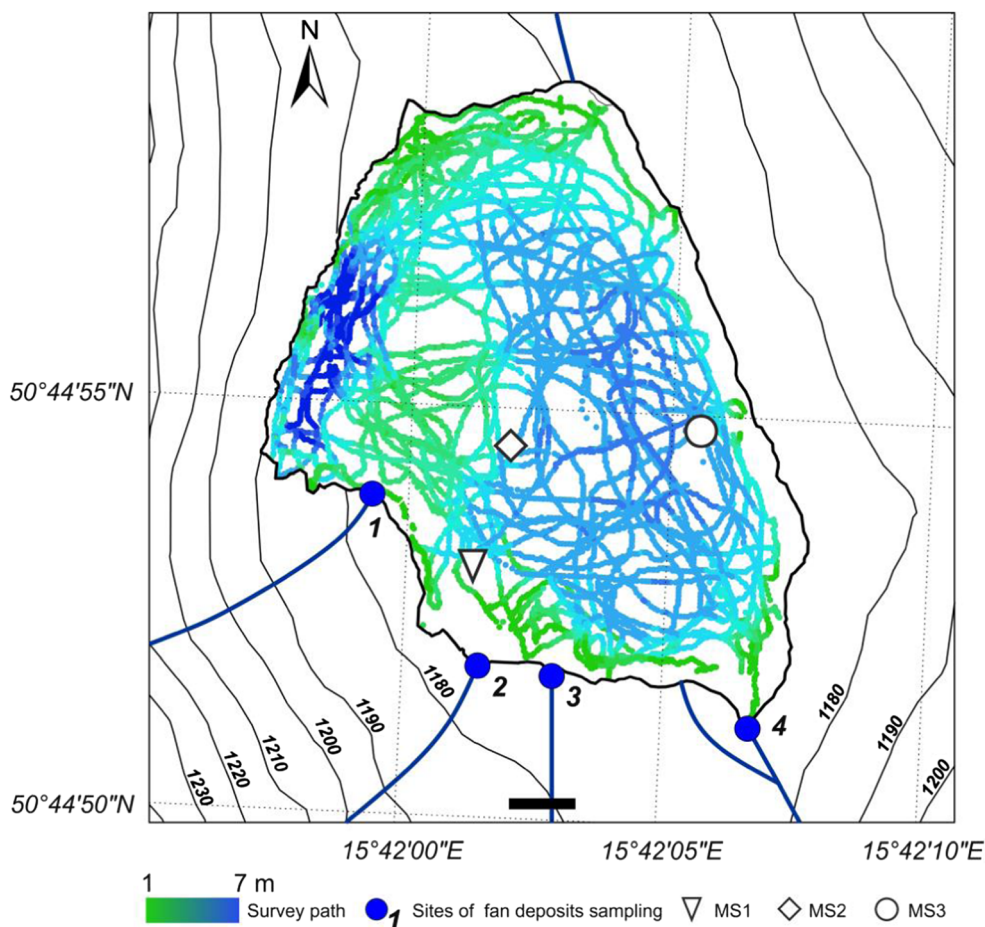 N
50°44'55"N
1
2
3
4
1180
1190
1200
1210
1220
1230
1180
1190
1200
50°44'50"N
15°42'00"E
15°42'05"E
15°42'10"E
1 7 m
Survey path
1 Sites of fan deposits sampling
MS1
MS2
MS3